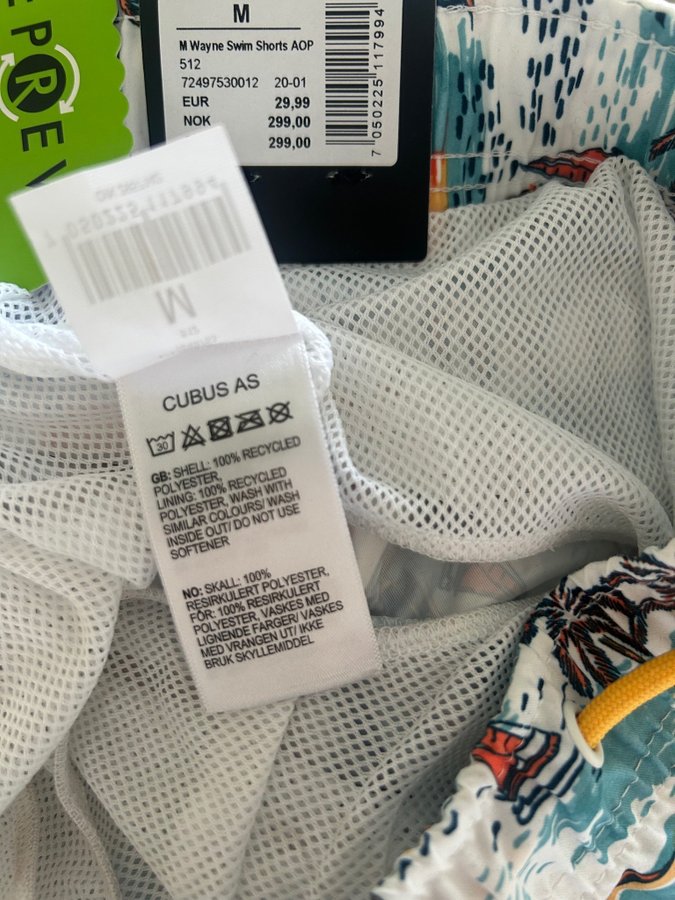 PREV
M
M Wayne Swim Shorts AOP
512
72497530012 20-01
EUR 29,99
NOK 299,00
299,00
7 050225 117994
M
CUBUS AS
30
GB: SHELL: 100% RECYCLED
POLYESTER,
LINING: 100% RECYCLED
POLYESTER, WASH WITH
SIMILAR COLOURS/ WASH
INSIDE OUT/ DO NOT USE
SOFTENER
NO: SKALL: 100%
RESIRKULERT POLYESTER,
FÔR: 100% RESIRKULERT
POLYESTER, VASKES MED
LIGNENDE FARGER/ VASKES
MED VRANGEN UT/ IKKE
BRUK SKYLLEMIDDEL